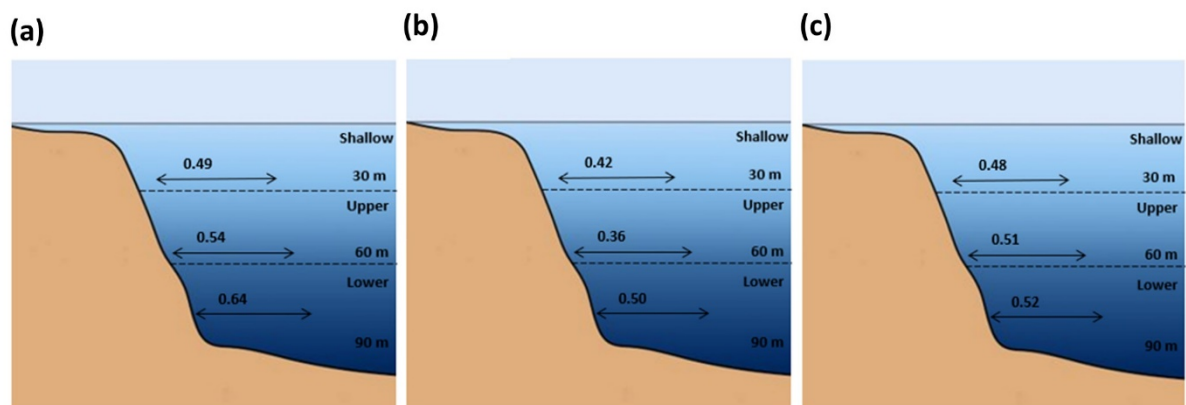 (a)
Shallow
0.49
30 m
Upper
0.54
60 m
Lower
0.64
90 m
(b)
Shallow
0.42
30 m
Upper
0.36
60 m
Lower
0.50
90 m
(c)
Shallow
0.48
30 m
Upper
0.51
60 m
Lower
0.52
90 m